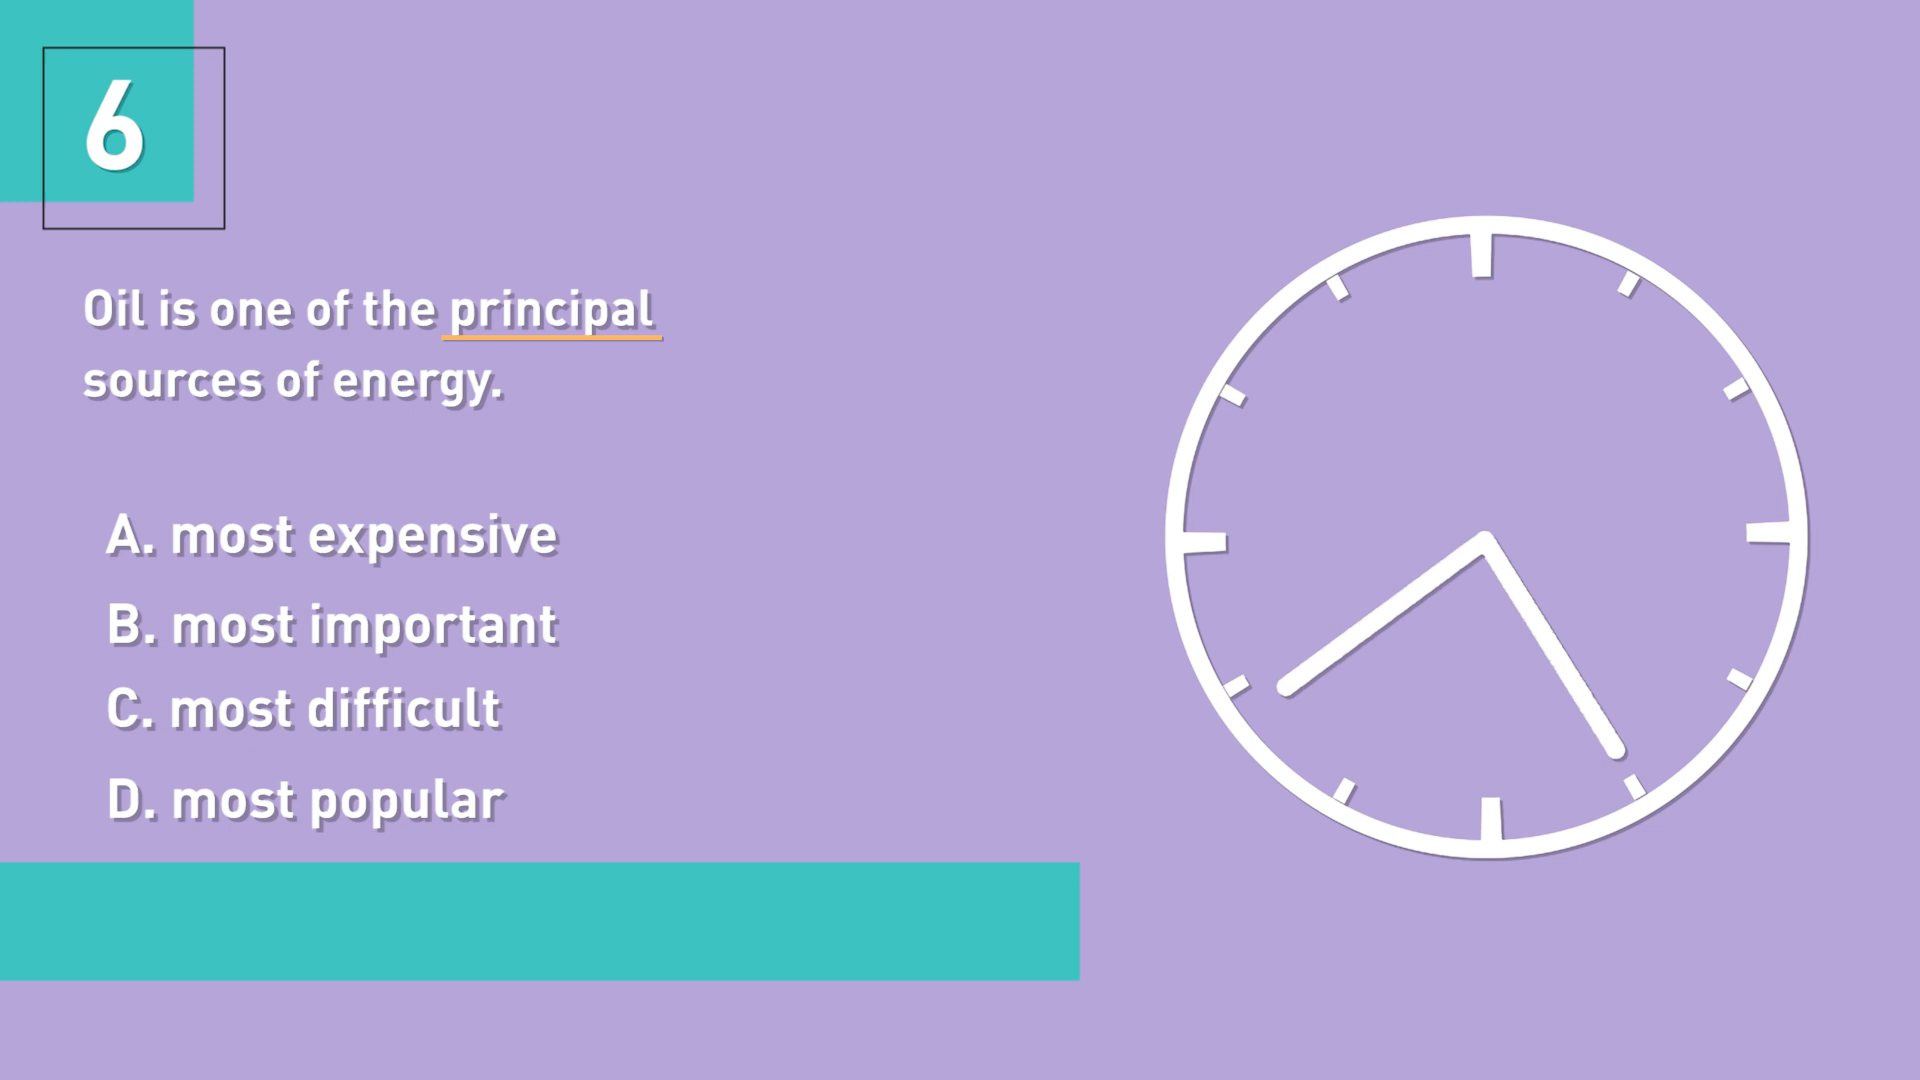 6
Oil is one of the principal
sources of energy.
A. most expensive
B. most important
C. most difficult
D. most popular